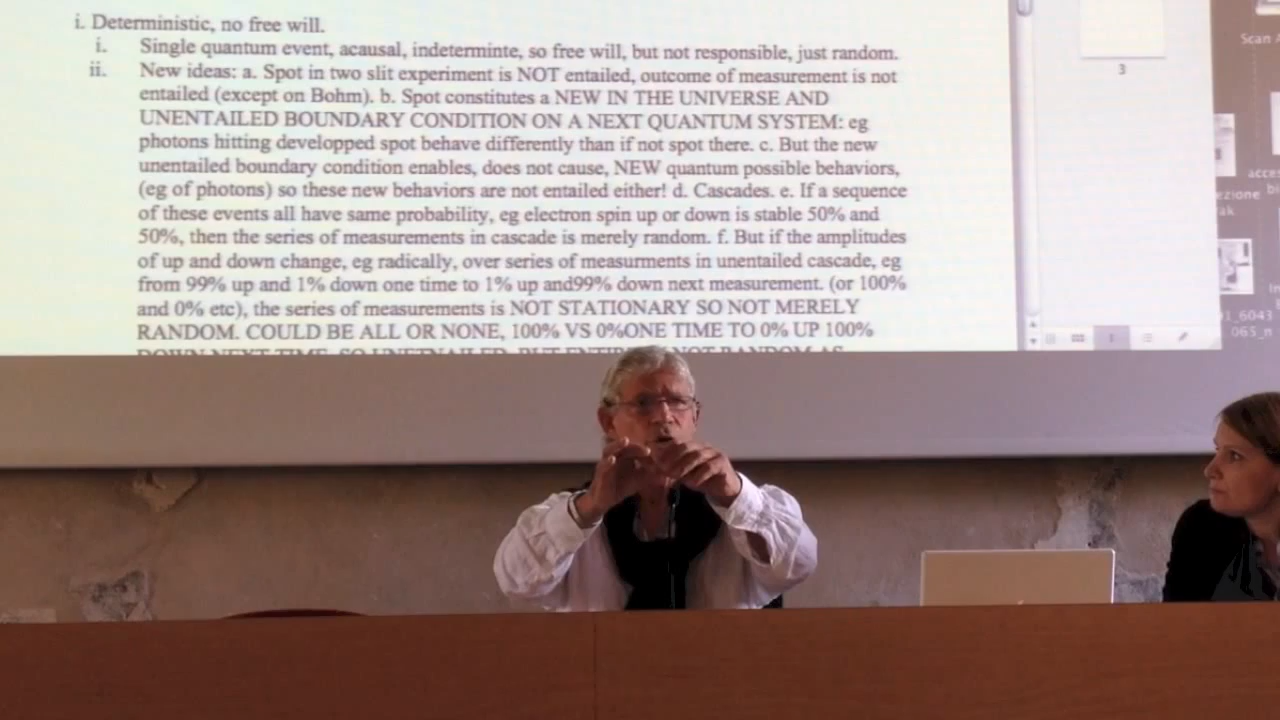 i. Deterministic, no free will.
i. Single quantum event, acausal, indeterminte, so free will, but not responsible, just random.
ii. New ideas: a. Spot in two slit experiment is NOT entailed, outcome of measurement is not
entailed (except on Bohm). b. Spot constitutes a NEW IN THE UNIVERSE AND
UNENTAILED BOUNDARY CONDITION ON A NEXT QUANTUM SYSTEM: eg
photons hitting developped spot behave differently than if not spot there. c. But the new
unentailed boundary condition enables, does not cause, NEW quantum possible behaviors,
(eg of photons) so these new behaviors are not entailed either! d. Cascades. e. If a sequence
of these events all have same probability, eg electron spin up or down is stable 50% and
50%, then the series of measurements in cascade is merely random. f. But if the amplitudes
of up and down change, eg radically, over series of measurments in unentailed cascade, eg
from 99% up and 1% down one time to 1% up and99% down next measurement. (or 100%
and 0% etc), the series of measurements is NOT STATIONARY SO NOT MERELY
RANDOM. COULD BE ALL OR NONE, 100% VS 0%ONE TIME TO 0% UP 100%
3
Scan
acces
ezione
_6043
065_n